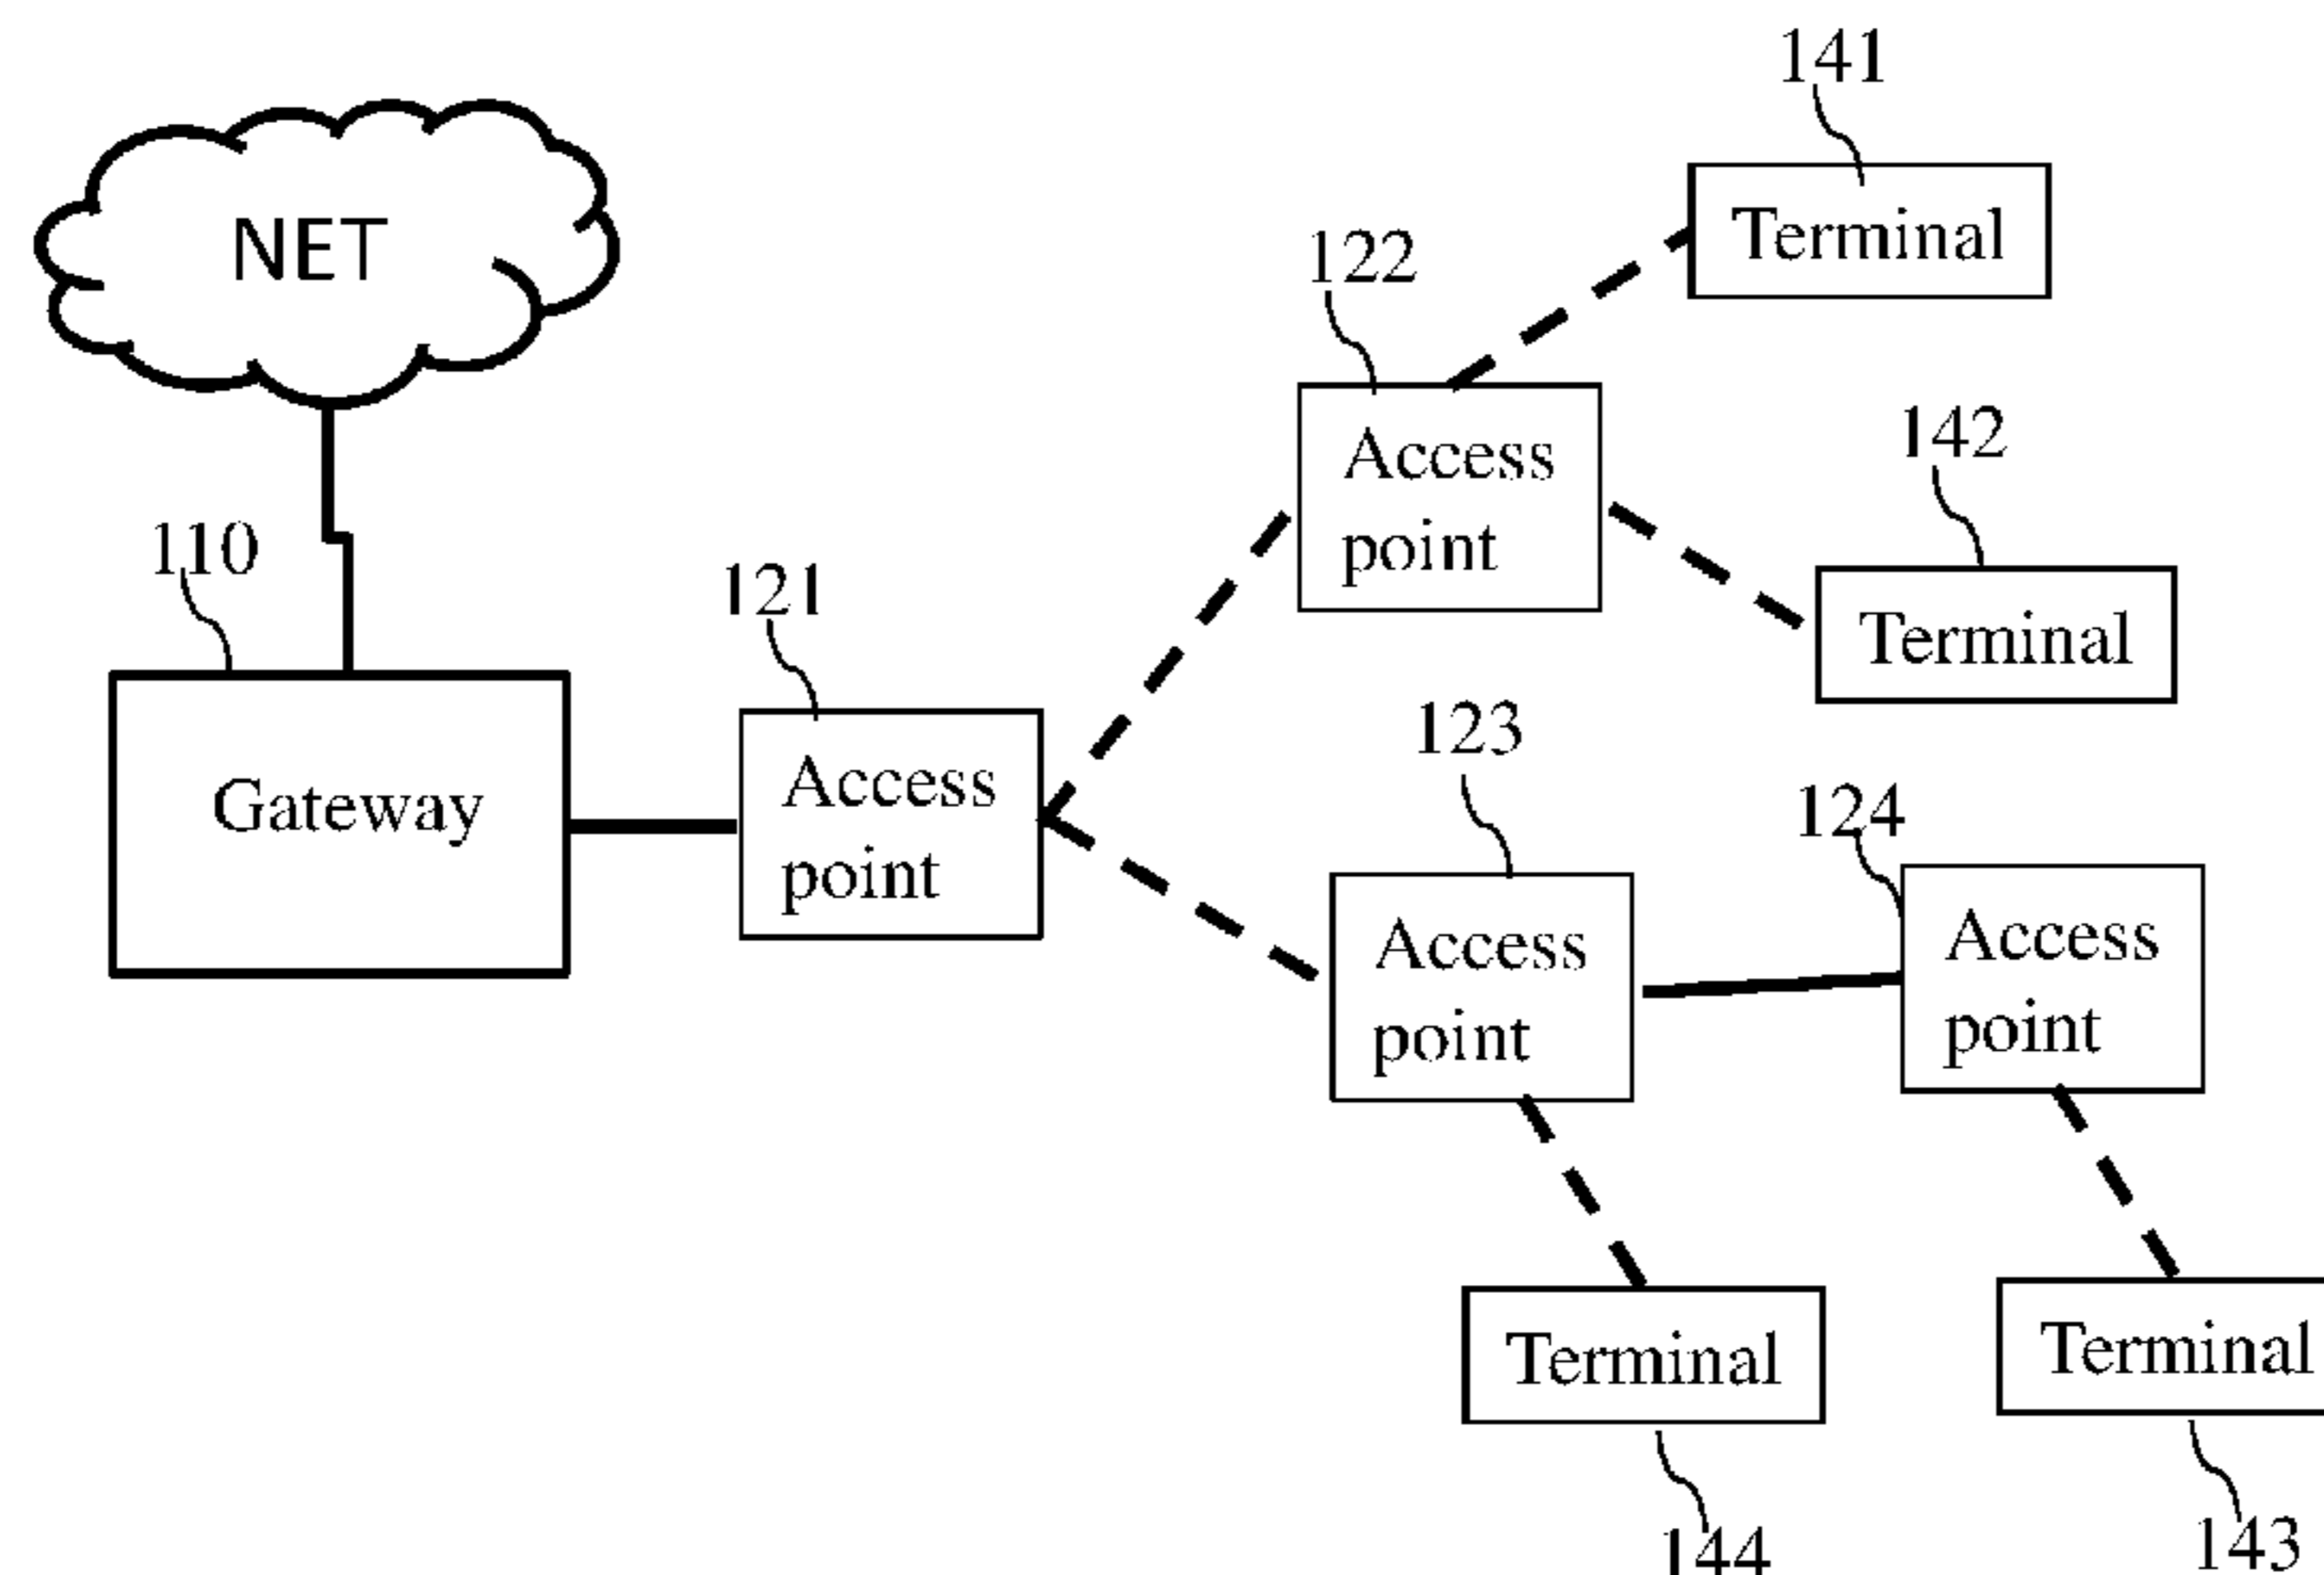 141
NET
122
Terminal
142
Access
point
110
121
Terminal
123
Gateway
Access
point
124
Access
point
Access
point
Terminal
Terminal
144
143